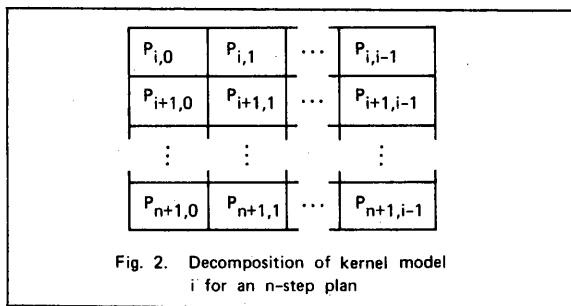 P_{i,0} P_{i,1} ... P_{i,i-1}
P_{i+1,0} P_{i+1,1} ... P_{i+1,i-1}
⋮ ⋮ ⋮
P_{n+1,0} P_{n+1,1} ... P_{n+1,i-1}
Fig. 2. Decomposition of kernel model
i for an n-step plan